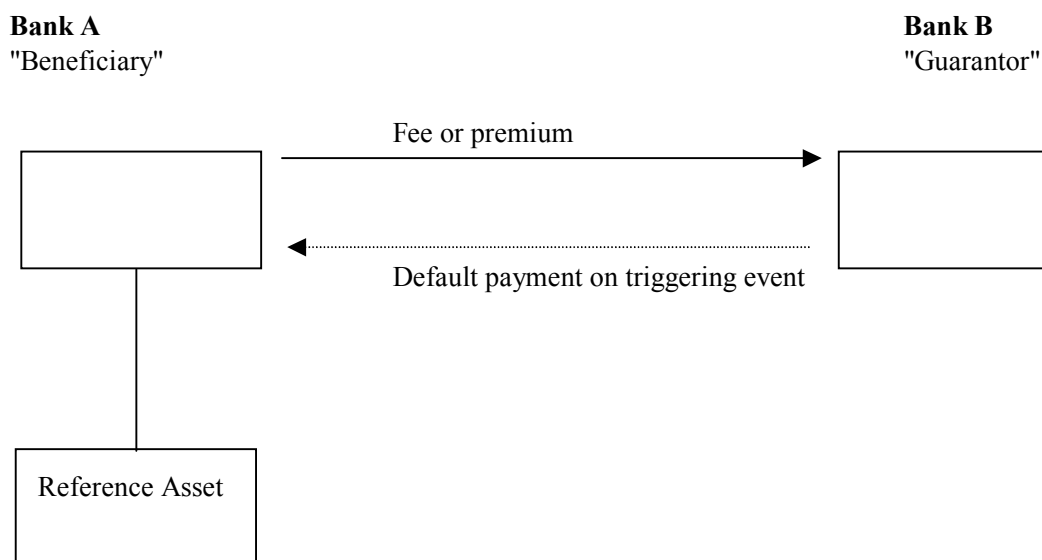 Bank A
"Beneficiary"
Bank B
"Guarantor"
Fee or premium
Default payment on triggering event
Reference Asset